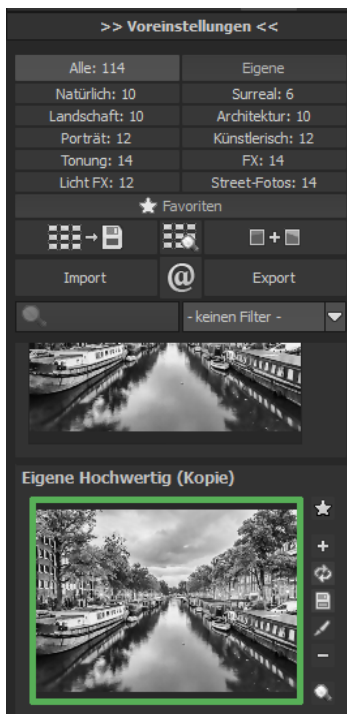 >> Voreinstellungen <<
Alle: 114 Eigene
Natürlich: 10 Surreal: 6
Landschaft: 10 Architektur: 10
Porträt: 12 Künstlerisch: 12
Tonung: 14 FX: 14
Licht FX: 12 Street-Fotos: 14
Favoriten
Import @ Export
- keinen Filter -
Eigene Hochwertig (Kopie)